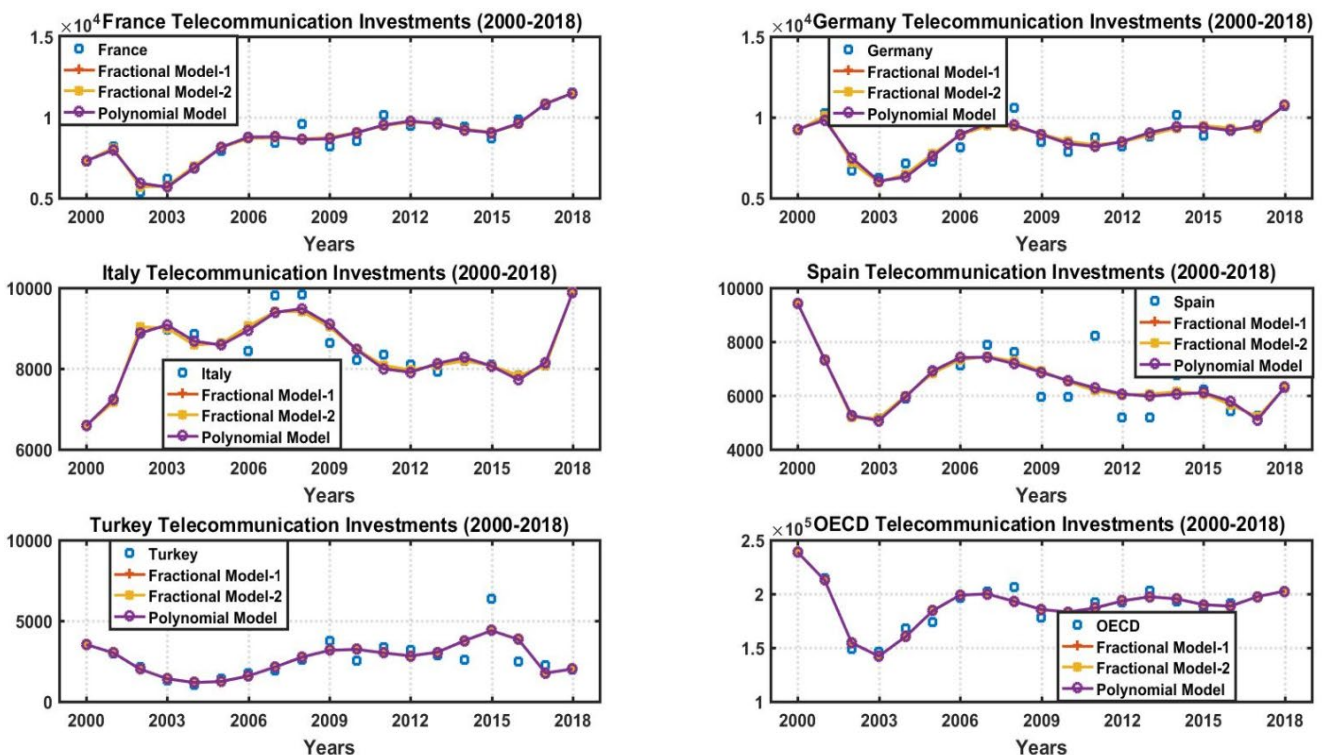 ×10⁴ France Telecommunication Investments (2000-2018)
1.5
1
0.5
France
Fractional Model-1
Fractional Model-2
Polynomial Model
2000 2003 2006 2009 2012 2015 2018
Years
×10⁴ Germany Telecommunication Investments (2000-2018)
1.5
1
0.5
Germany
Fractional Model-1
Fractional Model-2
Polynomial Model
2000 2003 2006 2009 2012 2015 2018
Years
Italy Telecommunication Investments (2000-2018)
10000
8000
6000
Italy
Fractional Model-1
Fractional Model-2
Polynomial Model
2000 2003 2006 2009 2012 2015 2018
Years
Spain Telecommunication Investments (2000-2018)
10000
8000
6000
4000
Spain
Fractional Model-1
Fractional Model-2
Polynomial Model
2000 2003 2006 2009 2012 2015 2018
Years
Turkey Telecommunication Investments (2000-2018)
10000
5000
0
Turkey
Fractional Model-1
Fractional Model-2
Polynomial Model
2000 2003 2006 2009 2012 2015 2018
Years
×10⁵ OECD Telecommunication Investments (2000-2018)
2.5
2
1.5
1
OECD
Fractional Model-1
Fractional Model-2
Polynomial Model
2000 2003 2006 2009 2012 2015 2018
Years